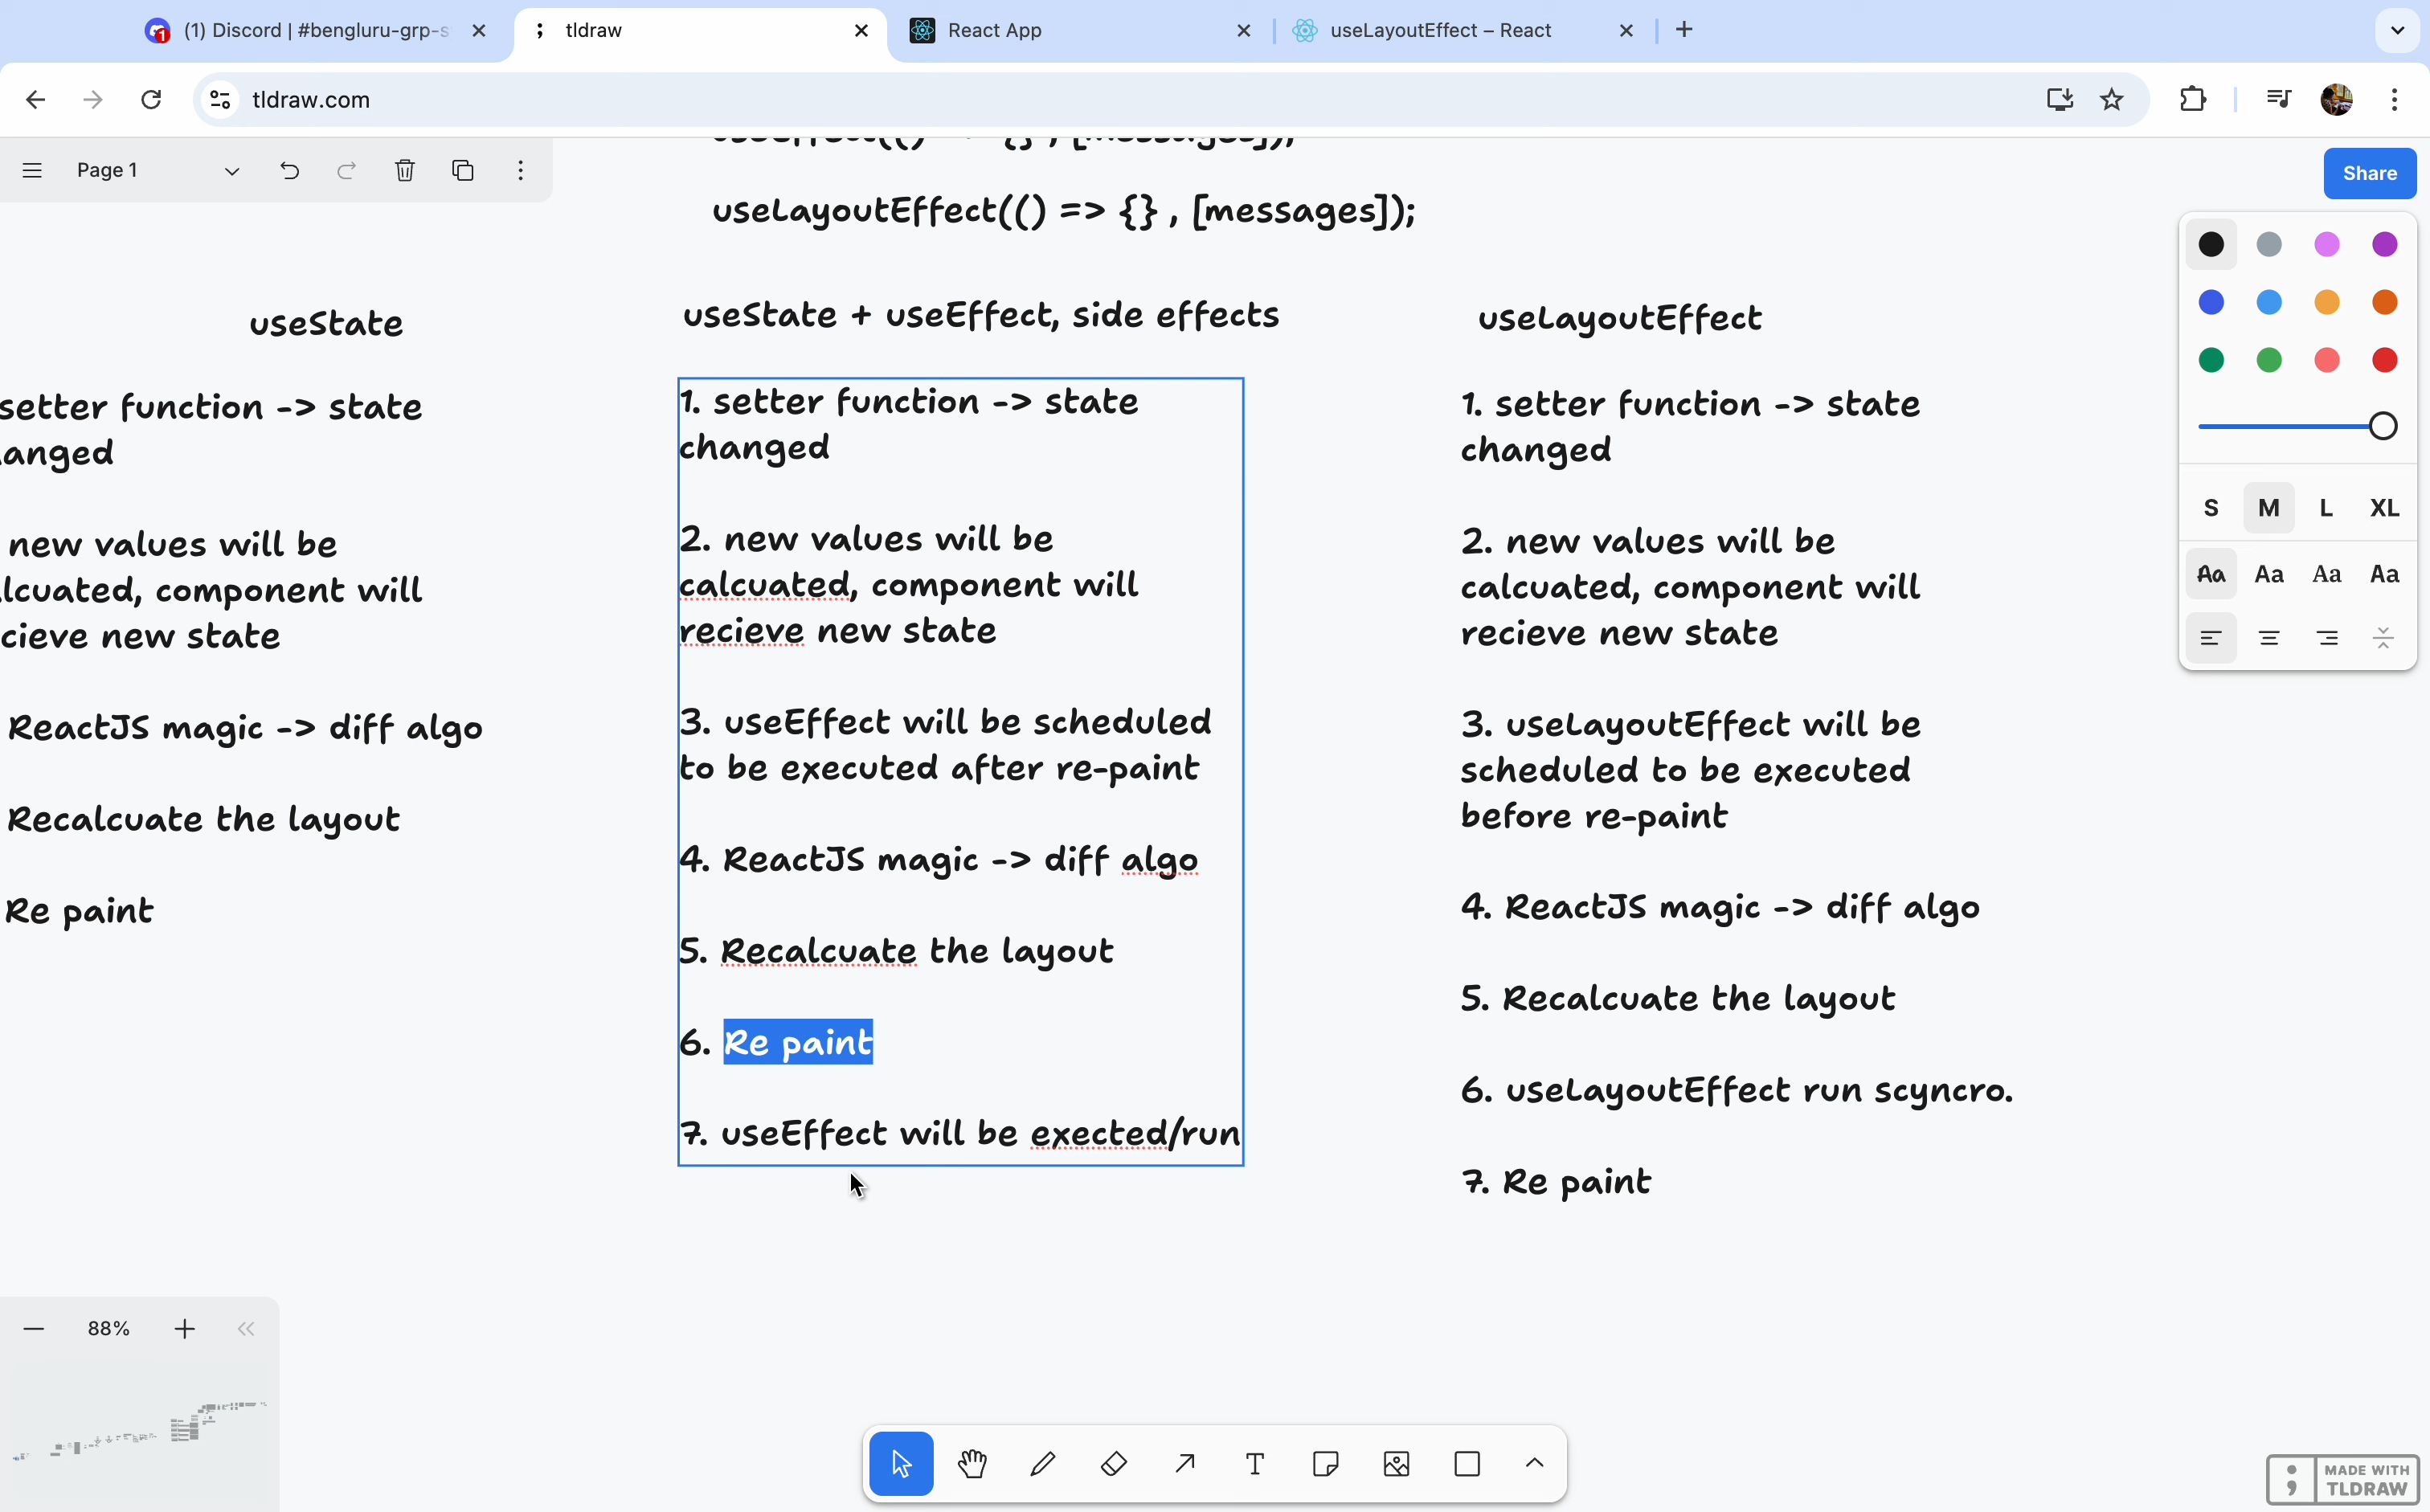 (1) Discord | #bengluru-grp-s
tldraw
React App
useLayoutEffect – React
tldraw.com
Page 1
Share
useEffect(() => {} , [messages]);
useLayoutEffect(() => {} , [messages]);
useState
setter function -> state
anged
new values will be
lcuated, component will
cieve new state
ReactJS magic -> diff algo
Recalcuate the layout
Re paint
useState + useEffect, side effects
1. setter function -> state
changed
2. new values will be
calcuated, component will
recieve new state
3. useEffect will be scheduled
to be executed after re-paint
4. ReactJS magic -> diff algo
5. Recalcuate the layout
6. Re paint
7. useEffect will be exected/run
useLayoutEffect
1. setter function -> state
changed
2. new values will be
calcuated, component will
recieve new state
3. useLayoutEffect will be
scheduled to be executed
before re-paint
4. ReactJS magic -> diff algo
5. Recalcuate the layout
6. useLayoutEffect run scyncro.
7. Re paint
S M L XL
Aa Aa Aa Aa
88%
MADE WITH
TLDRAW